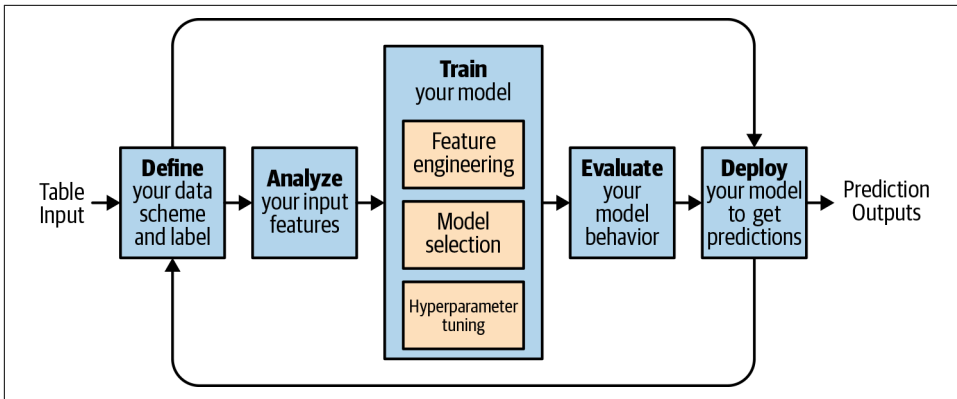 Table
Input
Define
your data
scheme
and label
Analyze
your input
features
Train
your model
Feature
engineering
Model
selection
Hyperparameter
tuning
Evaluate
your
model
behavior
Deploy
your model
to get
predictions
Prediction
Outputs